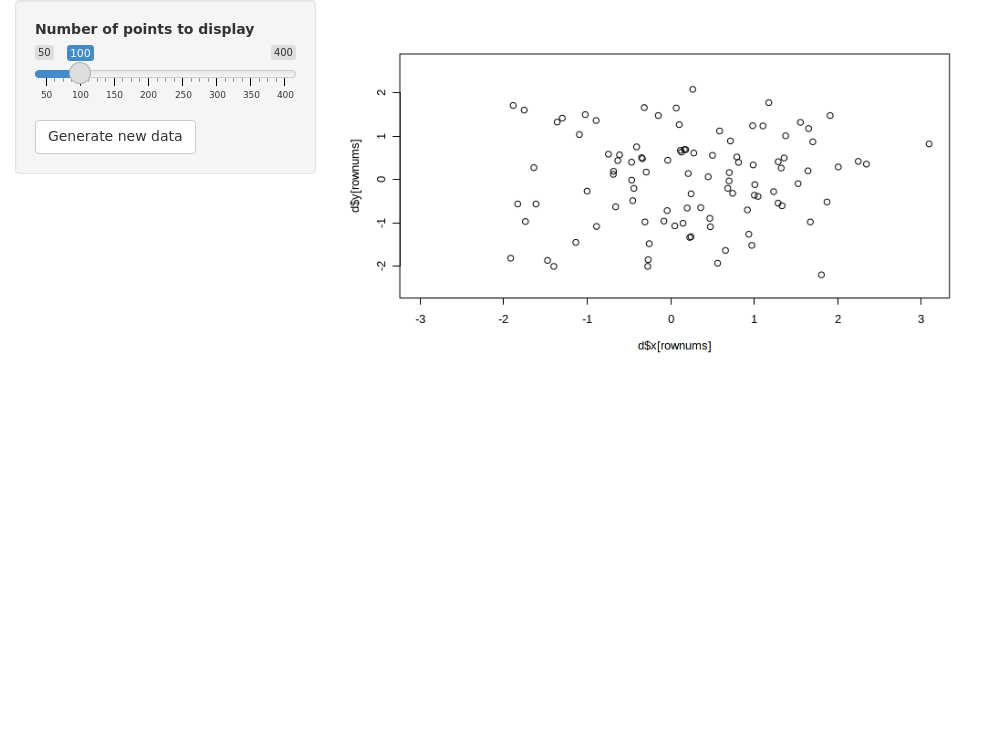 Number of points to display
50 100 400
50 100 150 200 250 300 350 400
Generate new data
2
1
0
-1
-2
d$y[rownums]
-3 -2 -1 0 1 2 3
d$x[rownums]